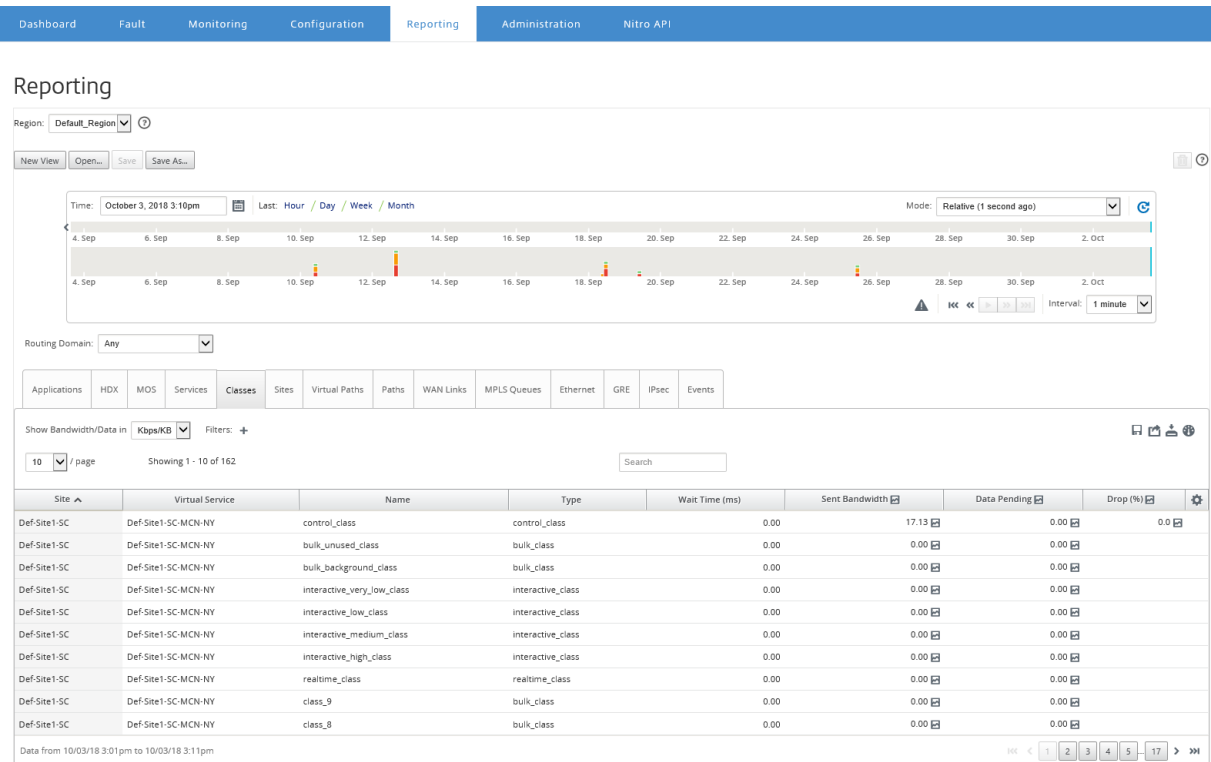 Dashboard Fault Monitoring Configuration Reporting Administration Nitro API
Reporting
Region: Default_Region
New View Open... Save Save As...
Time: October 3, 2018 3:10pm Last: Hour / Day / Week / Month Mode: Relative (1 second ago)
4. Sep 6. Sep 8. Sep 10. Sep 12. Sep 14. Sep 16. Sep 18. Sep 20. Sep 22. Sep 24. Sep 26. Sep 28. Sep 30. Sep 2. Oct
4. Sep 6. Sep 8. Sep 10. Sep 12. Sep 14. Sep 16. Sep 18. Sep 20. Sep 22. Sep 24. Sep 26. Sep 28. Sep 30. Sep 2. Oct
Interval: 1 minute
Routing Domain: Any
Applications HDX MOS Services Classes Sites Virtual Paths Paths WAN Links MPLS Queues Ethernet GRE IPsec Events
Show Bandwidth/Data in Kbps/KB Filters: +
10 / page Showing 1 - 10 of 162 Search
Site Virtual Service Name Type Wait Time (ms) Sent Bandwidth Data Pending Drop (%)
Def-Site1-SC Def-Site1-SC-MCN-NY control_class control_class 0.00 17.13 0.00 0.0
Def-Site1-SC Def-Site1-SC-MCN-NY bulk_unused_class bulk_class 0.00 0.00 0.00
Def-Site1-SC Def-Site1-SC-MCN-NY bulk_background_class bulk_class 0.00 0.00 0.00
Def-Site1-SC Def-Site1-SC-MCN-NY interactive_very_low_class interactive_class 0.00 0.00 0.00
Def-Site1-SC Def-Site1-SC-MCN-NY interactive_low_class interactive_class 0.00 0.00 0.00
Def-Site1-SC Def-Site1-SC-MCN-NY interactive_medium_class interactive_class 0.00 0.00 0.00
Def-Site1-SC Def-Site1-SC-MCN-NY interactive_high_class interactive_class 0.00 0.00 0.00
Def-Site1-SC Def-Site1-SC-MCN-NY realtime_class realtime_class 0.00 0.00 0.00
Def-Site1-SC Def-Site1-SC-MCN-NY class_9 bulk_class 0.00 0.00 0.00
Def-Site1-SC Def-Site1-SC-MCN-NY class_8 bulk_class 0.00 0.00 0.00
Data from 10/03/18 3:01pm to 10/03/18 3:11pm 1 2 3 4 5 ... 17